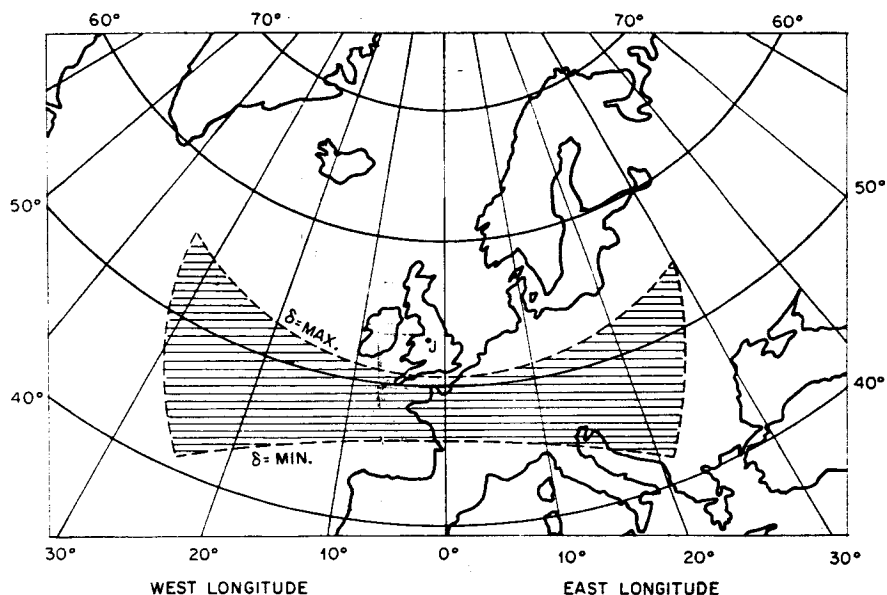 60° 70° 70° 60°
50° 50°
δ=MAX.
J
40° 40°
δ= MIN.
30° 20° 10° 0° 10° 20° 30°
WEST LONGITUDE EAST LONGITUDE